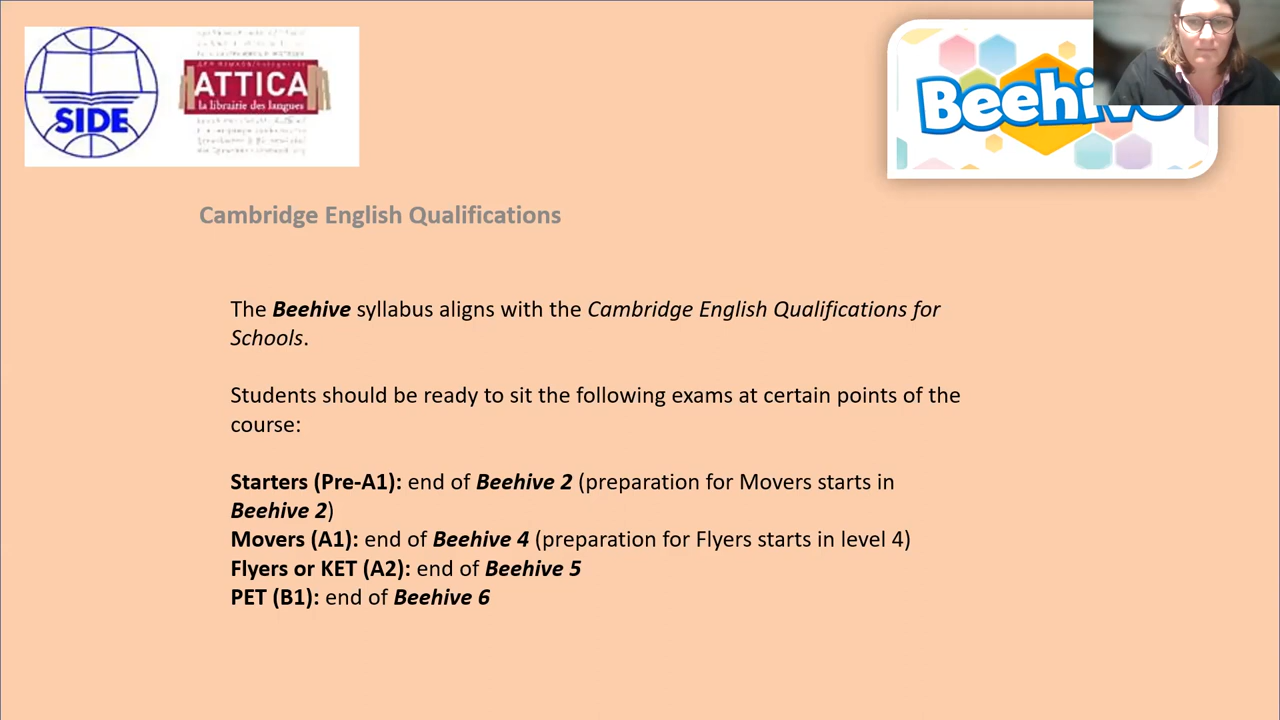 SIDE
ATTICA
la librairie des langues
Beehive
Cambridge English Qualifications
The Beehive syllabus aligns with the Cambridge English Qualifications for
Schools.
Students should be ready to sit the following exams at certain points of the
course:
Starters (Pre-A1): end of Beehive 2 (preparation for Movers starts in
Beehive 2)
Movers (A1): end of Beehive 4 (preparation for Flyers starts in level 4)
Flyers or KET (A2): end of Beehive 5
PET (B1): end of Beehive 6